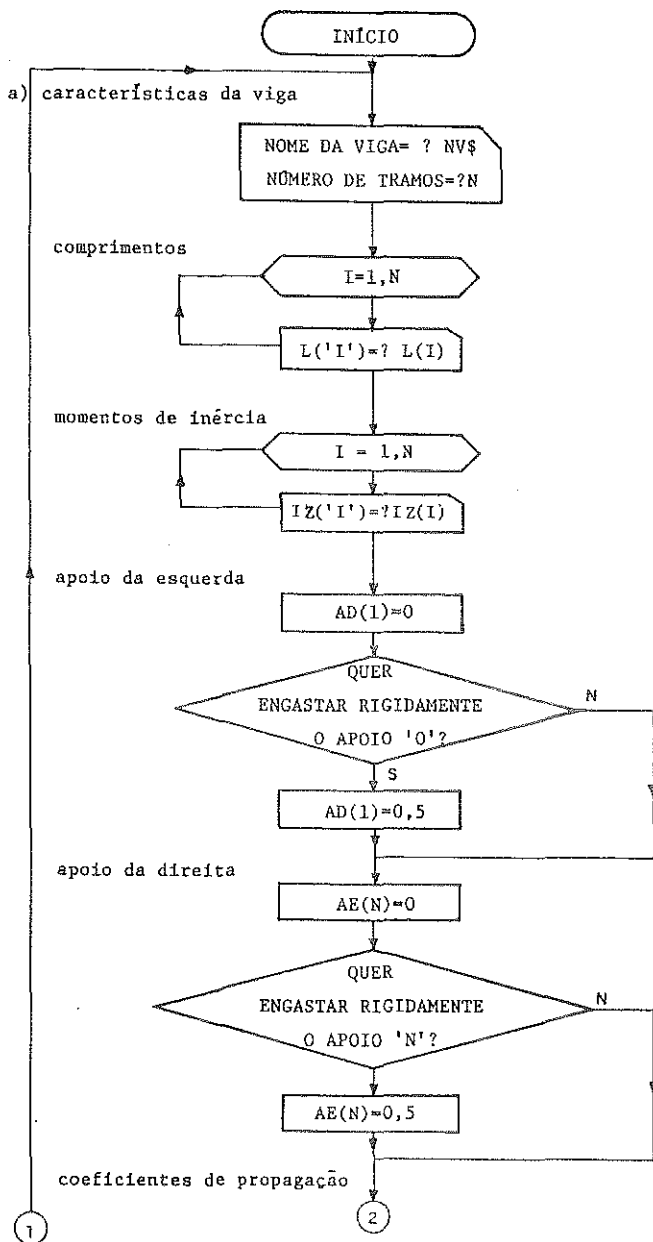 INÍCIO
a) características da viga
NOME DA VIGA= ? NV$
NÚMERO DE TRAMOS=?N
comprimentos
I=1,N
L('I')=? L(I)
momentos de inércia
I = 1,N
IZ('I')=?IZ(I)
apoio da esquerda
AD(1)=0
QUER
ENGASTAR RIGIDAMENTE
O APOIO 'O'?
N
S
AD(1)=0,5
apoio da direita
AE(N)=0
QUER
ENGASTAR RIGIDAMENTE
O APOIO 'N'?
N
AE(N)=0,5
coeficientes de propagação
1
2